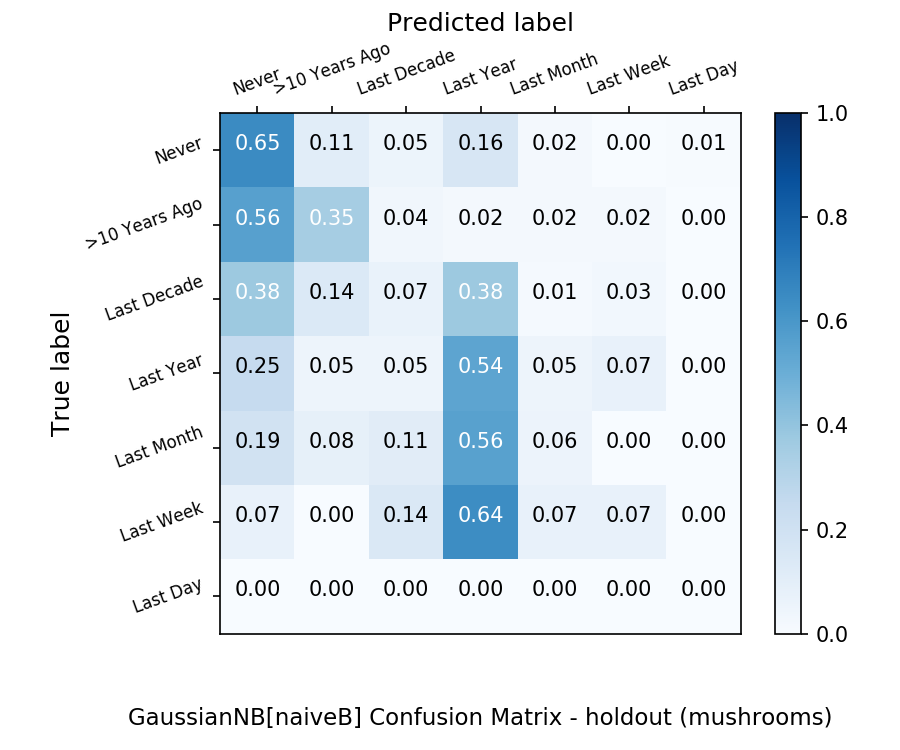 Predicted label
Never >10 Years Ago Last Decade Last Year Last Month Last Week Last Day
True label
Never 0.65 0.11 0.05 0.16 0.02 0.00 0.01
>10 Years Ago 0.56 0.35 0.04 0.02 0.02 0.02 0.00
Last Decade 0.38 0.14 0.07 0.38 0.01 0.03 0.00
Last Year 0.25 0.05 0.05 0.54 0.05 0.07 0.00
Last Month 0.19 0.08 0.11 0.56 0.06 0.00 0.00
Last Week 0.07 0.00 0.14 0.64 0.07 0.07 0.00
Last Day 0.00 0.00 0.00 0.00 0.00 0.00 0.00
1.0
0.8
0.6
0.4
0.2
0.0
GaussianNB[naiveB] Confusion Matrix - holdout (mushrooms)